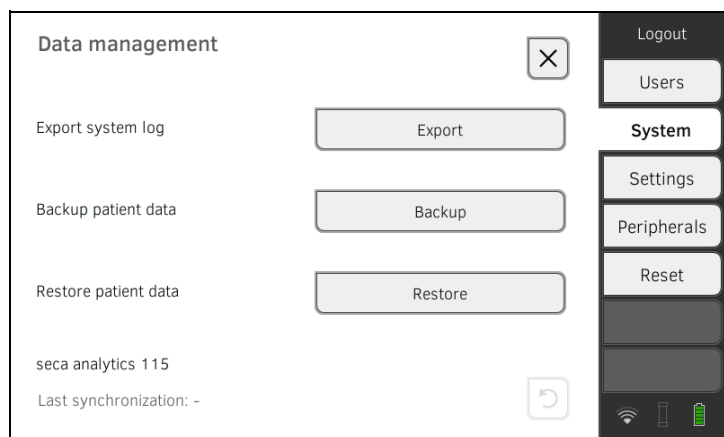 Data management
Export system log
Export
Backup patient data
Backup
Restore patient data
Restore
seca analytics 115
Last synchronization: -
Logout
Users
System
Settings
Peripherals
Reset